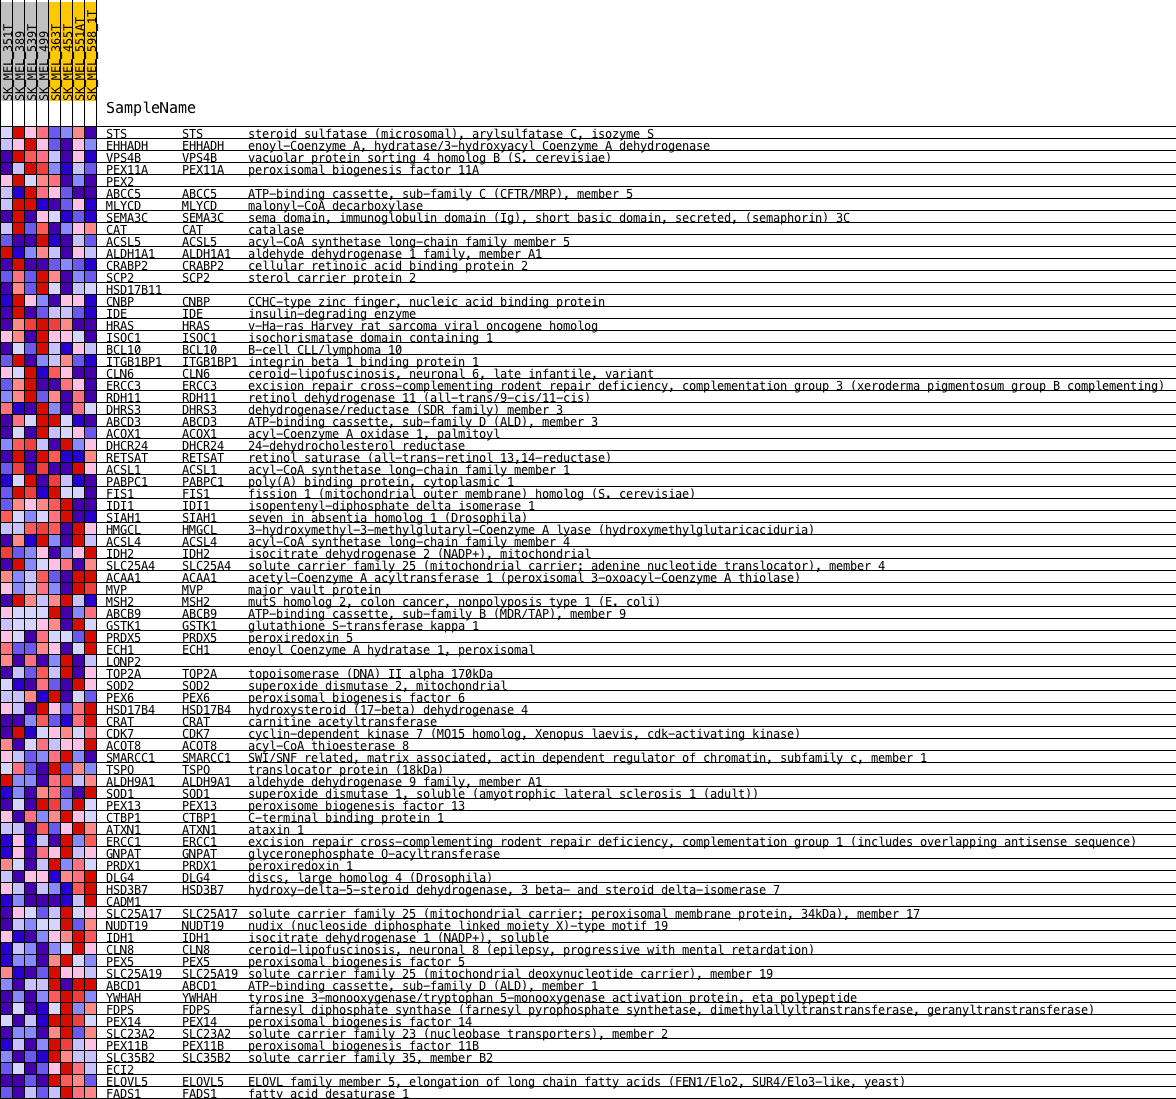 SK_MEL_351T
SK_MEL_389
SK_MEL_539T
SK_MEL_499
SK_MEL_363T
SK_MEL_455T
SK_MEL_551AT
SK_MEL_598_1T
SampleName
STS STS steroid sulfatase (microsomal), arylsulfatase C, isozyme S
EHHADH EHHADH enoyl-Coenzyme A, hydratase/3-hydroxyacyl Coenzyme A dehydrogenase
VPS4B VPS4B vacuolar protein sorting 4 homolog B (S. cerevisiae)
PEX11A PEX11A peroxisomal biogenesis factor 11A
PEX2
ABCC5 ABCC5 ATP-binding cassette, sub-family C (CFTR/MRP), member 5
MLYCD MLYCD malonyl-CoA decarboxylase
SEMA3C SEMA3C sema domain, immunoglobulin domain (Ig), short basic domain, secreted, (semaphorin) 3C
CAT CAT catalase
ACSL5 ACSL5 acyl-CoA synthetase long-chain family member 5
ALDH1A1 ALDH1A1 aldehyde dehydrogenase 1 family, member A1
CRABP2 CRABP2 cellular retinoic acid binding protein 2
SCP2 SCP2 sterol carrier protein 2
HSD17B11
CNBP CNBP CCHC-type zinc finger, nucleic acid binding protein
IDE IDE insulin-degrading enzyme
HRAS HRAS v-Ha-ras Harvey rat sarcoma viral oncogene homolog
ISOC1 ISOC1 isochorismatase domain containing 1
BCL10 BCL10 B-cell CLL/lymphoma 10
ITGB1BP1 ITGB1BP1 integrin beta 1 binding protein 1
CLN6 CLN6 ceroid-lipofuscinosis, neuronal 6, late infantile, variant
ERCC3 ERCC3 excision repair cross-complementing rodent repair deficiency, complementation group 3 (xeroderma pigmentosum group B complementing)
RDH11 RDH11 retinol dehydrogenase 11 (all-trans/9-cis/11-cis)
DHRS3 DHRS3 dehydrogenase/reductase (SDR family) member 3
ABCD3 ABCD3 ATP-binding cassette, sub-family D (ALD), member 3
ACOX1 ACOX1 acyl-Coenzyme A oxidase 1, palmitoyl
DHCR24 DHCR24 24-dehydrocholesterol reductase
RETSAT RETSAT retinol saturase (all-trans-retinol 13,14-reductase)
ACSL1 ACSL1 acyl-CoA synthetase long-chain family member 1
PABPC1 PABPC1 poly(A) binding protein, cytoplasmic 1
FIS1 FIS1 fission 1 (mitochondrial outer membrane) homolog (S. cerevisiae)
IDI1 IDI1 isopentenyl-diphosphate delta isomerase 1
SIAH1 SIAH1 seven in absentia homolog 1 (Drosophila)
HMGCL HMGCL 3-hydroxymethyl-3-methylglutaryl-Coenzyme A lyase (hydroxymethylglutaricaciduria)
ACSL4 ACSL4 acyl-CoA synthetase long-chain family member 4
IDH2 IDH2 isocitrate dehydrogenase 2 (NADP+), mitochondrial
SLC25A4 SLC25A4 solute carrier family 25 (mitochondrial carrier; adenine nucleotide translocator), member 4
ACAA1 ACAA1 acetyl-Coenzyme A acyltransferase 1 (peroxisomal 3-oxoacyl-Coenzyme A thiolase)
MVP MVP major vault protein
MSH2 MSH2 mutS homolog 2, colon cancer, nonpolyposis type 1 (E. coli)
ABCB9 ABCB9 ATP-binding cassette, sub-family B (MDR/TAP), member 9
GSTK1 GSTK1 glutathione S-transferase kappa 1
PRDX5 PRDX5 peroxiredoxin 5
ECH1 ECH1 enoyl Coenzyme A hydratase 1, peroxisomal
LONP2
TOP2A TOP2A topoisomerase (DNA) II alpha 170kDa
SOD2 SOD2 superoxide dismutase 2, mitochondrial
PEX6 PEX6 peroxisomal biogenesis factor 6
HSD17B4 HSD17B4 hydroxysteroid (17-beta) dehydrogenase 4
CRAT CRAT carnitine acetyltransferase
CDK7 CDK7 cyclin-dependent kinase 7 (MO15 homolog, Xenopus laevis, cdk-activating kinase)
ACOT8 ACOT8 acyl-CoA thioesterase 8
SMARCC1 SMARCC1 SWI/SNF related, matrix associated, actin dependent regulator of chromatin, subfamily c, member 1
TSPO TSPO translocator protein (18kDa)
ALDH9A1 ALDH9A1 aldehyde dehydrogenase 9 family, member A1
SOD1 SOD1 superoxide dismutase 1, soluble (amyotrophic lateral sclerosis 1 (adult))
PEX13 PEX13 peroxisome biogenesis factor 13
CTBP1 CTBP1 C-terminal binding protein 1
ATXN1 ATXN1 ataxin 1
ERCC1 ERCC1 excision repair cross-complementing rodent repair deficiency, complementation group 1 (includes overlapping antisense sequence)
GNPAT GNPAT glyceronephosphate O-acyltransferase
PRDX1 PRDX1 peroxiredoxin 1
DLG4 DLG4 discs, large homolog 4 (Drosophila)
HSD3B7 HSD3B7 hydroxy-delta-5-steroid dehydrogenase, 3 beta- and steroid delta-isomerase 7
CADM1
SLC25A17 SLC25A17 solute carrier family 25 (mitochondrial carrier; peroxisomal membrane protein, 34kDa), member 17
NUDT19 NUDT19 nudix (nucleoside diphosphate linked moiety X)-type motif 19
IDH1 IDH1 isocitrate dehydrogenase 1 (NADP+), soluble
CLN8 CLN8 ceroid-lipofuscinosis, neuronal 8 (epilepsy, progressive with mental retardation)
PEX5 PEX5 peroxisomal biogenesis factor 5
SLC25A19 SLC25A19 solute carrier family 25 (mitochondrial deoxynucleotide carrier), member 19
ABCD1 ABCD1 ATP-binding cassette, sub-family D (ALD), member 1
YWHAH YWHAH tyrosine 3-monooxygenase/tryptophan 5-monooxygenase activation protein, eta polypeptide
FDPS FDPS farnesyl diphosphate synthase (farnesyl pyrophosphate synthetase, dimethylallyltranstransferase, geranyltranstransferase)
PEX14 PEX14 peroxisomal biogenesis factor 14
SLC23A2 SLC23A2 solute carrier family 23 (nucleobase transporters), member 2
PEX11B PEX11B peroxisomal biogenesis factor 11B
SLC35B2 SLC35B2 solute carrier family 35, member B2
ECI2
ELOVL5 ELOVL5 ELOVL family member 5, elongation of long chain fatty acids (FEN1/Elo2, SUR4/Elo3-like, yeast)
FADS1 FADS1 fatty acid desaturase 1